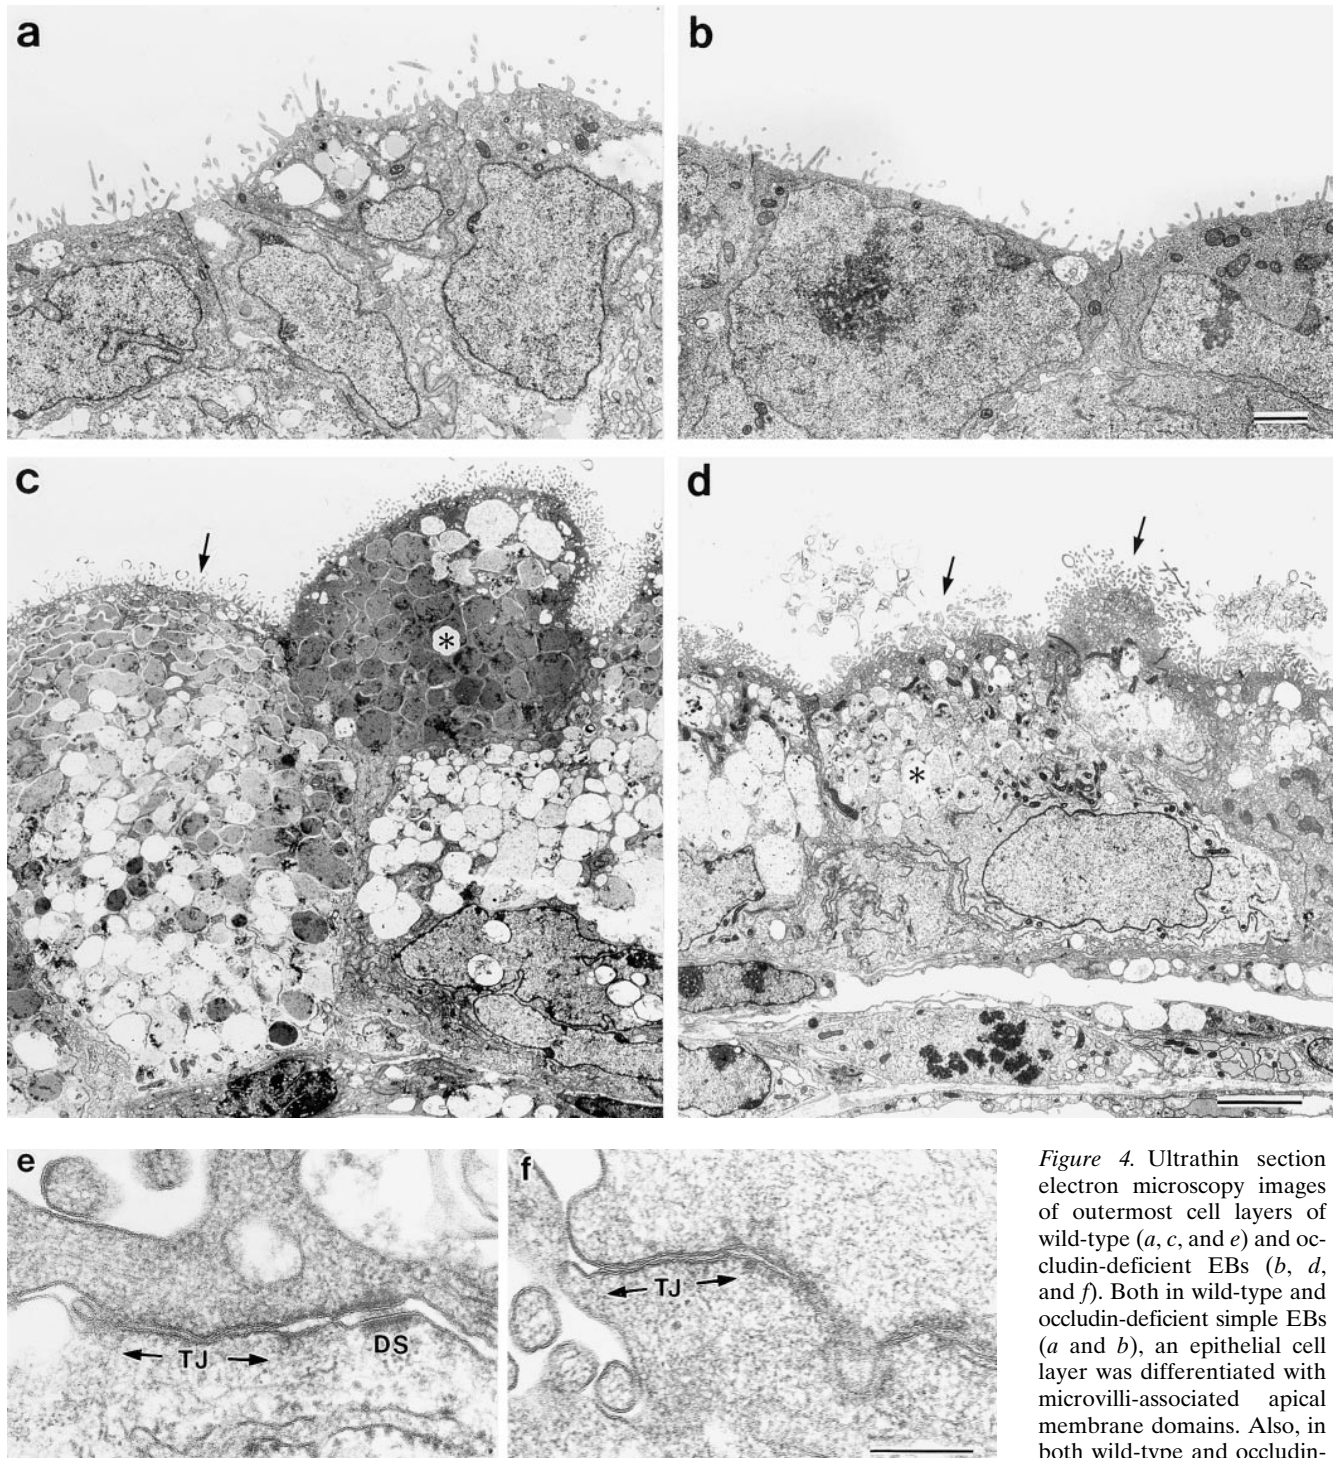 a
b
c
d
*
*
e
f
TJ
DS
TJ
Figure 4. Ultrathin section
electron microscopy images
of outermost cell layers of
wild-type (a, c, and e) and oc-
cludin-deficient EBs (b, d,
and f). Both in wild-type and
occludin-deficient simple EBs
(a and b), an epithelial cell
layer was differentiated with
microvilli-associated apical
membrane domains. Also, in
both wild-type and occludin-